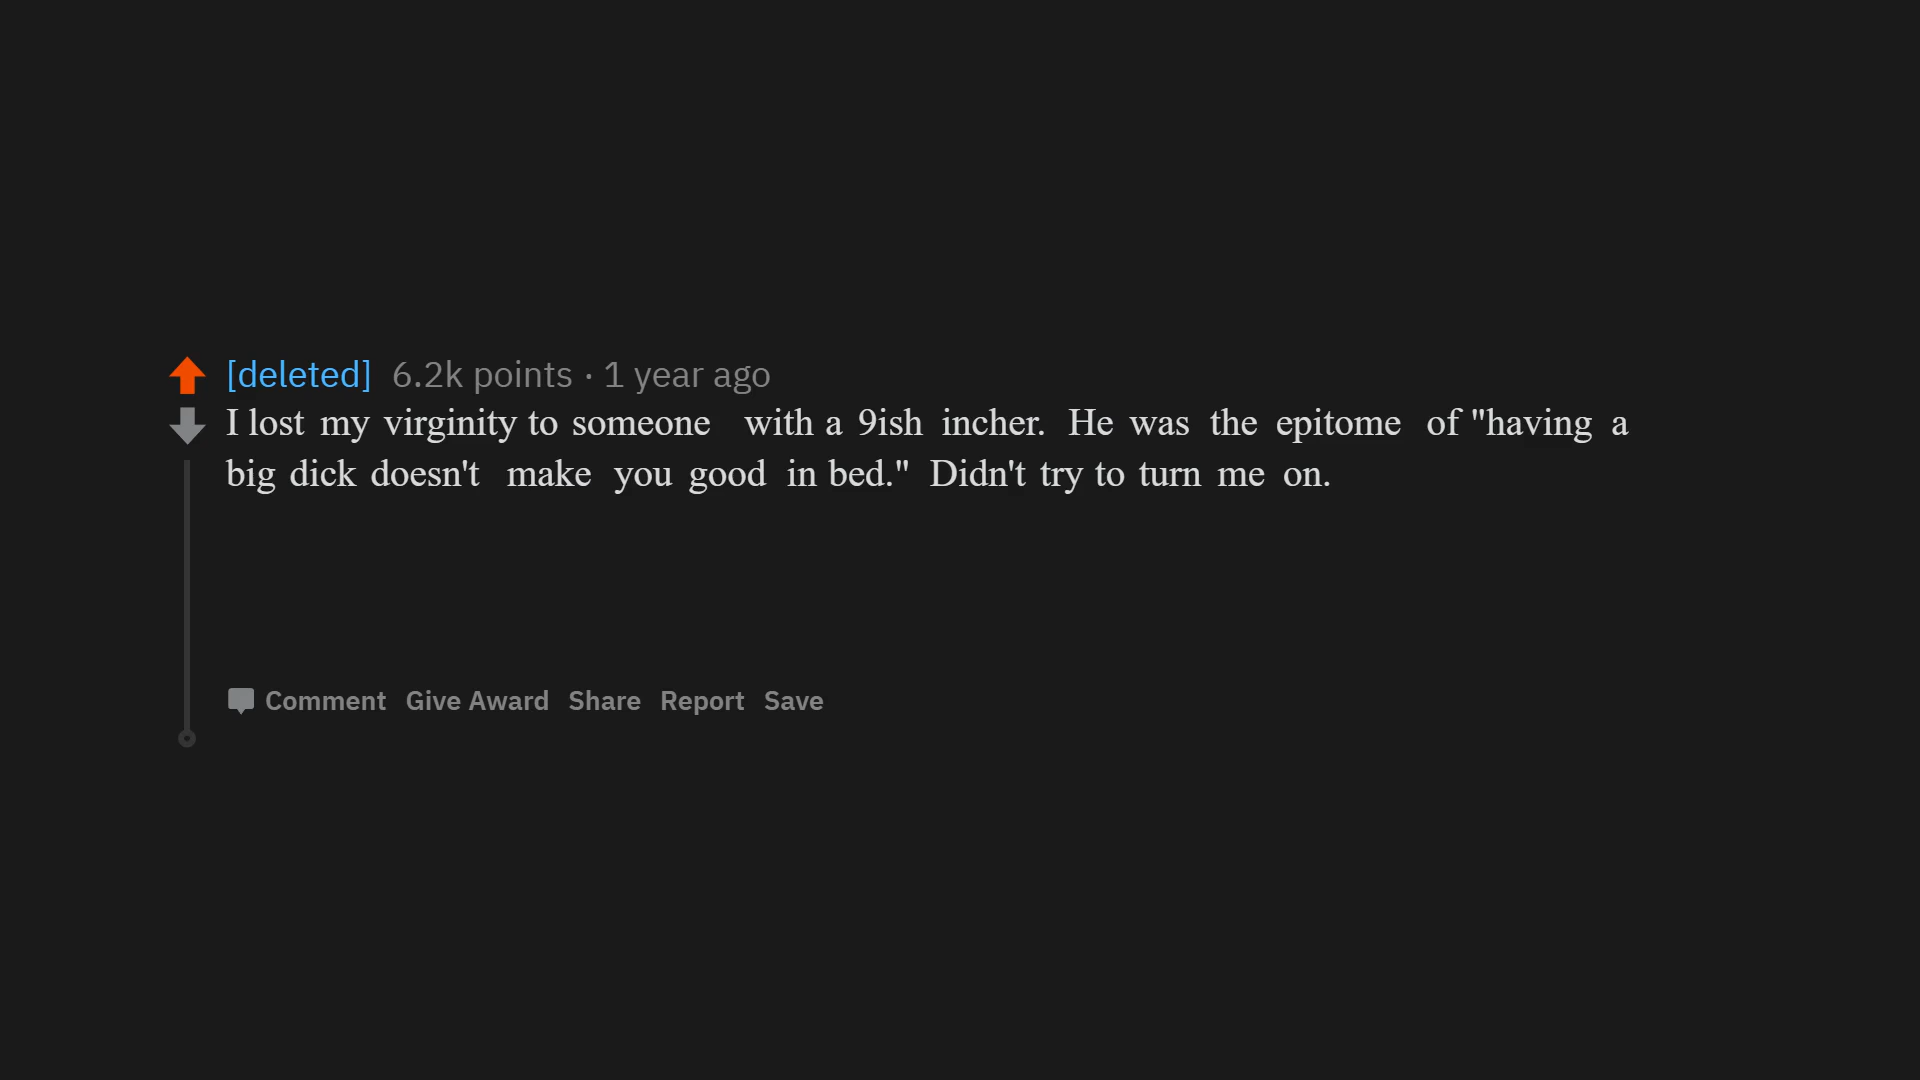 [deleted] 6.2k points · 1 year ago
I lost my virginity to someone with a 9ish incher. He was the epitome of "having a
big dick doesn't make you good in bed." Didn't try to turn me on.
Comment Give Award Share Report Save